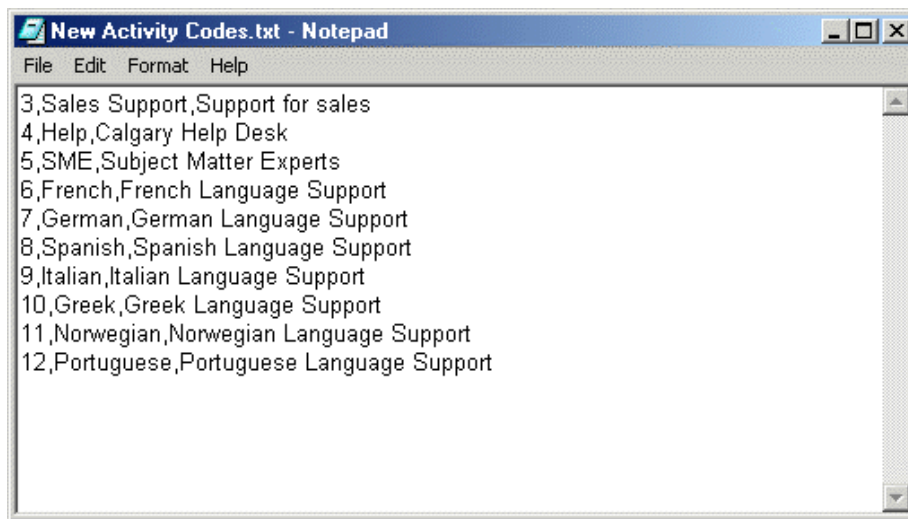 New Activity Codes.txt - Notepad
File Edit Format Help
3,Sales Support,Support for sales
4,Help,Calgary Help Desk
5,SME,Subject Matter Experts
6,French,French Language Support
7,German,German Language Support
8,Spanish,Spanish Language Support
9,Italian,Italian Language Support
10,Greek,Greek Language Support
11,Norwegian,Norwegian Language Support
12,Portuguese,Portuguese Language Support